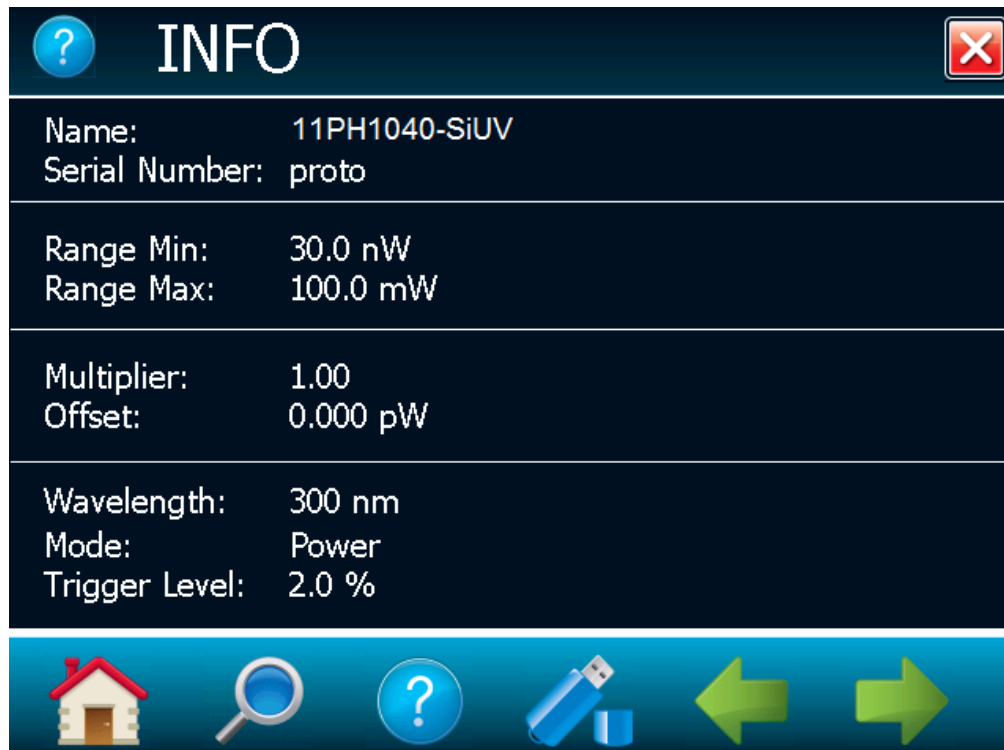 INFO
Name: 11PH1040-SiUV
Serial Number: proto
Range Min: 30.0 nW
Range Max: 100.0 mW
Multiplier: 1.00
Offset: 0.000 pW
Wavelength: 300 nm
Mode: Power
Trigger Level: 2.0 %